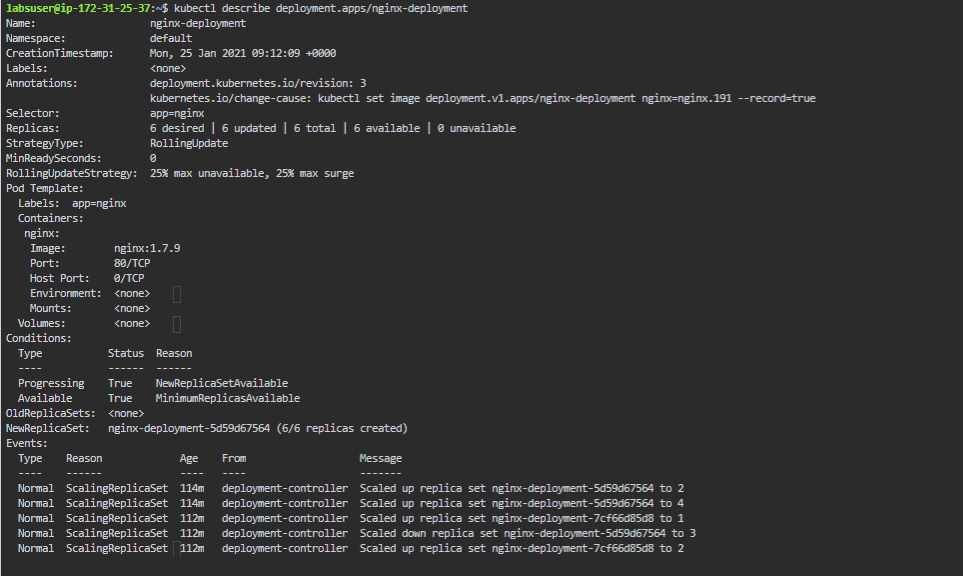 labsuser@ip-172-31-25-37:~$ kubectl describe deployment.apps/nginx-deployment
Name:                   nginx-deployment
Namespace:              default
CreationTimestamp:      Mon, 25 Jan 2021 09:12:09 +0000
Labels:                 <none>
Annotations:            deployment.kubernetes.io/revision: 3
                        kubernetes.io/change-cause: kubectl set image deployment.v1.apps/nginx-deployment nginx=nginx.191 --record=true
Selector:               app=nginx
Replicas:               6 desired | 6 updated | 6 total | 6 available | 0 unavailable
StrategyType:           RollingUpdate
MinReadySeconds:        0
RollingUpdateStrategy:  25% max unavailable, 25% max surge
Pod Template:
  Labels:  app=nginx
  Containers:
   nginx:
    Image:        nginx:1.7.9
    Port:         80/TCP
    Host Port:    0/TCP
    Environment:  <none>
    Mounts:       <none>
  Volumes:        <none>
Conditions:
  Type           Status  Reason
  ----           ------  ------
  Progressing    True    NewReplicaSetAvailable
  Available      True    MinimumReplicasAvailable
OldReplicaSets:  <none>
NewReplicaSet:   nginx-deployment-5d59d67564 (6/6 replicas created)
Events:
  Type    Reason             Age   From                   Message
  ----    ------             ----  ----                   -------
  Normal  ScalingReplicaSet  114m  deployment-controller  Scaled up replica set nginx-deployment-5d59d67564 to 2
  Normal  ScalingReplicaSet  114m  deployment-controller  Scaled up replica set nginx-deployment-5d59d67564 to 4
  Normal  ScalingReplicaSet  112m  deployment-controller  Scaled up replica set nginx-deployment-7cf66d85d8 to 1
  Normal  ScalingReplicaSet  112m  deployment-controller  Scaled down replica set nginx-deployment-5d59d67564 to 3
  Normal  ScalingReplicaSet  112m  deployment-controller  Scaled up replica set nginx-deployment-7cf66d85d8 to 2